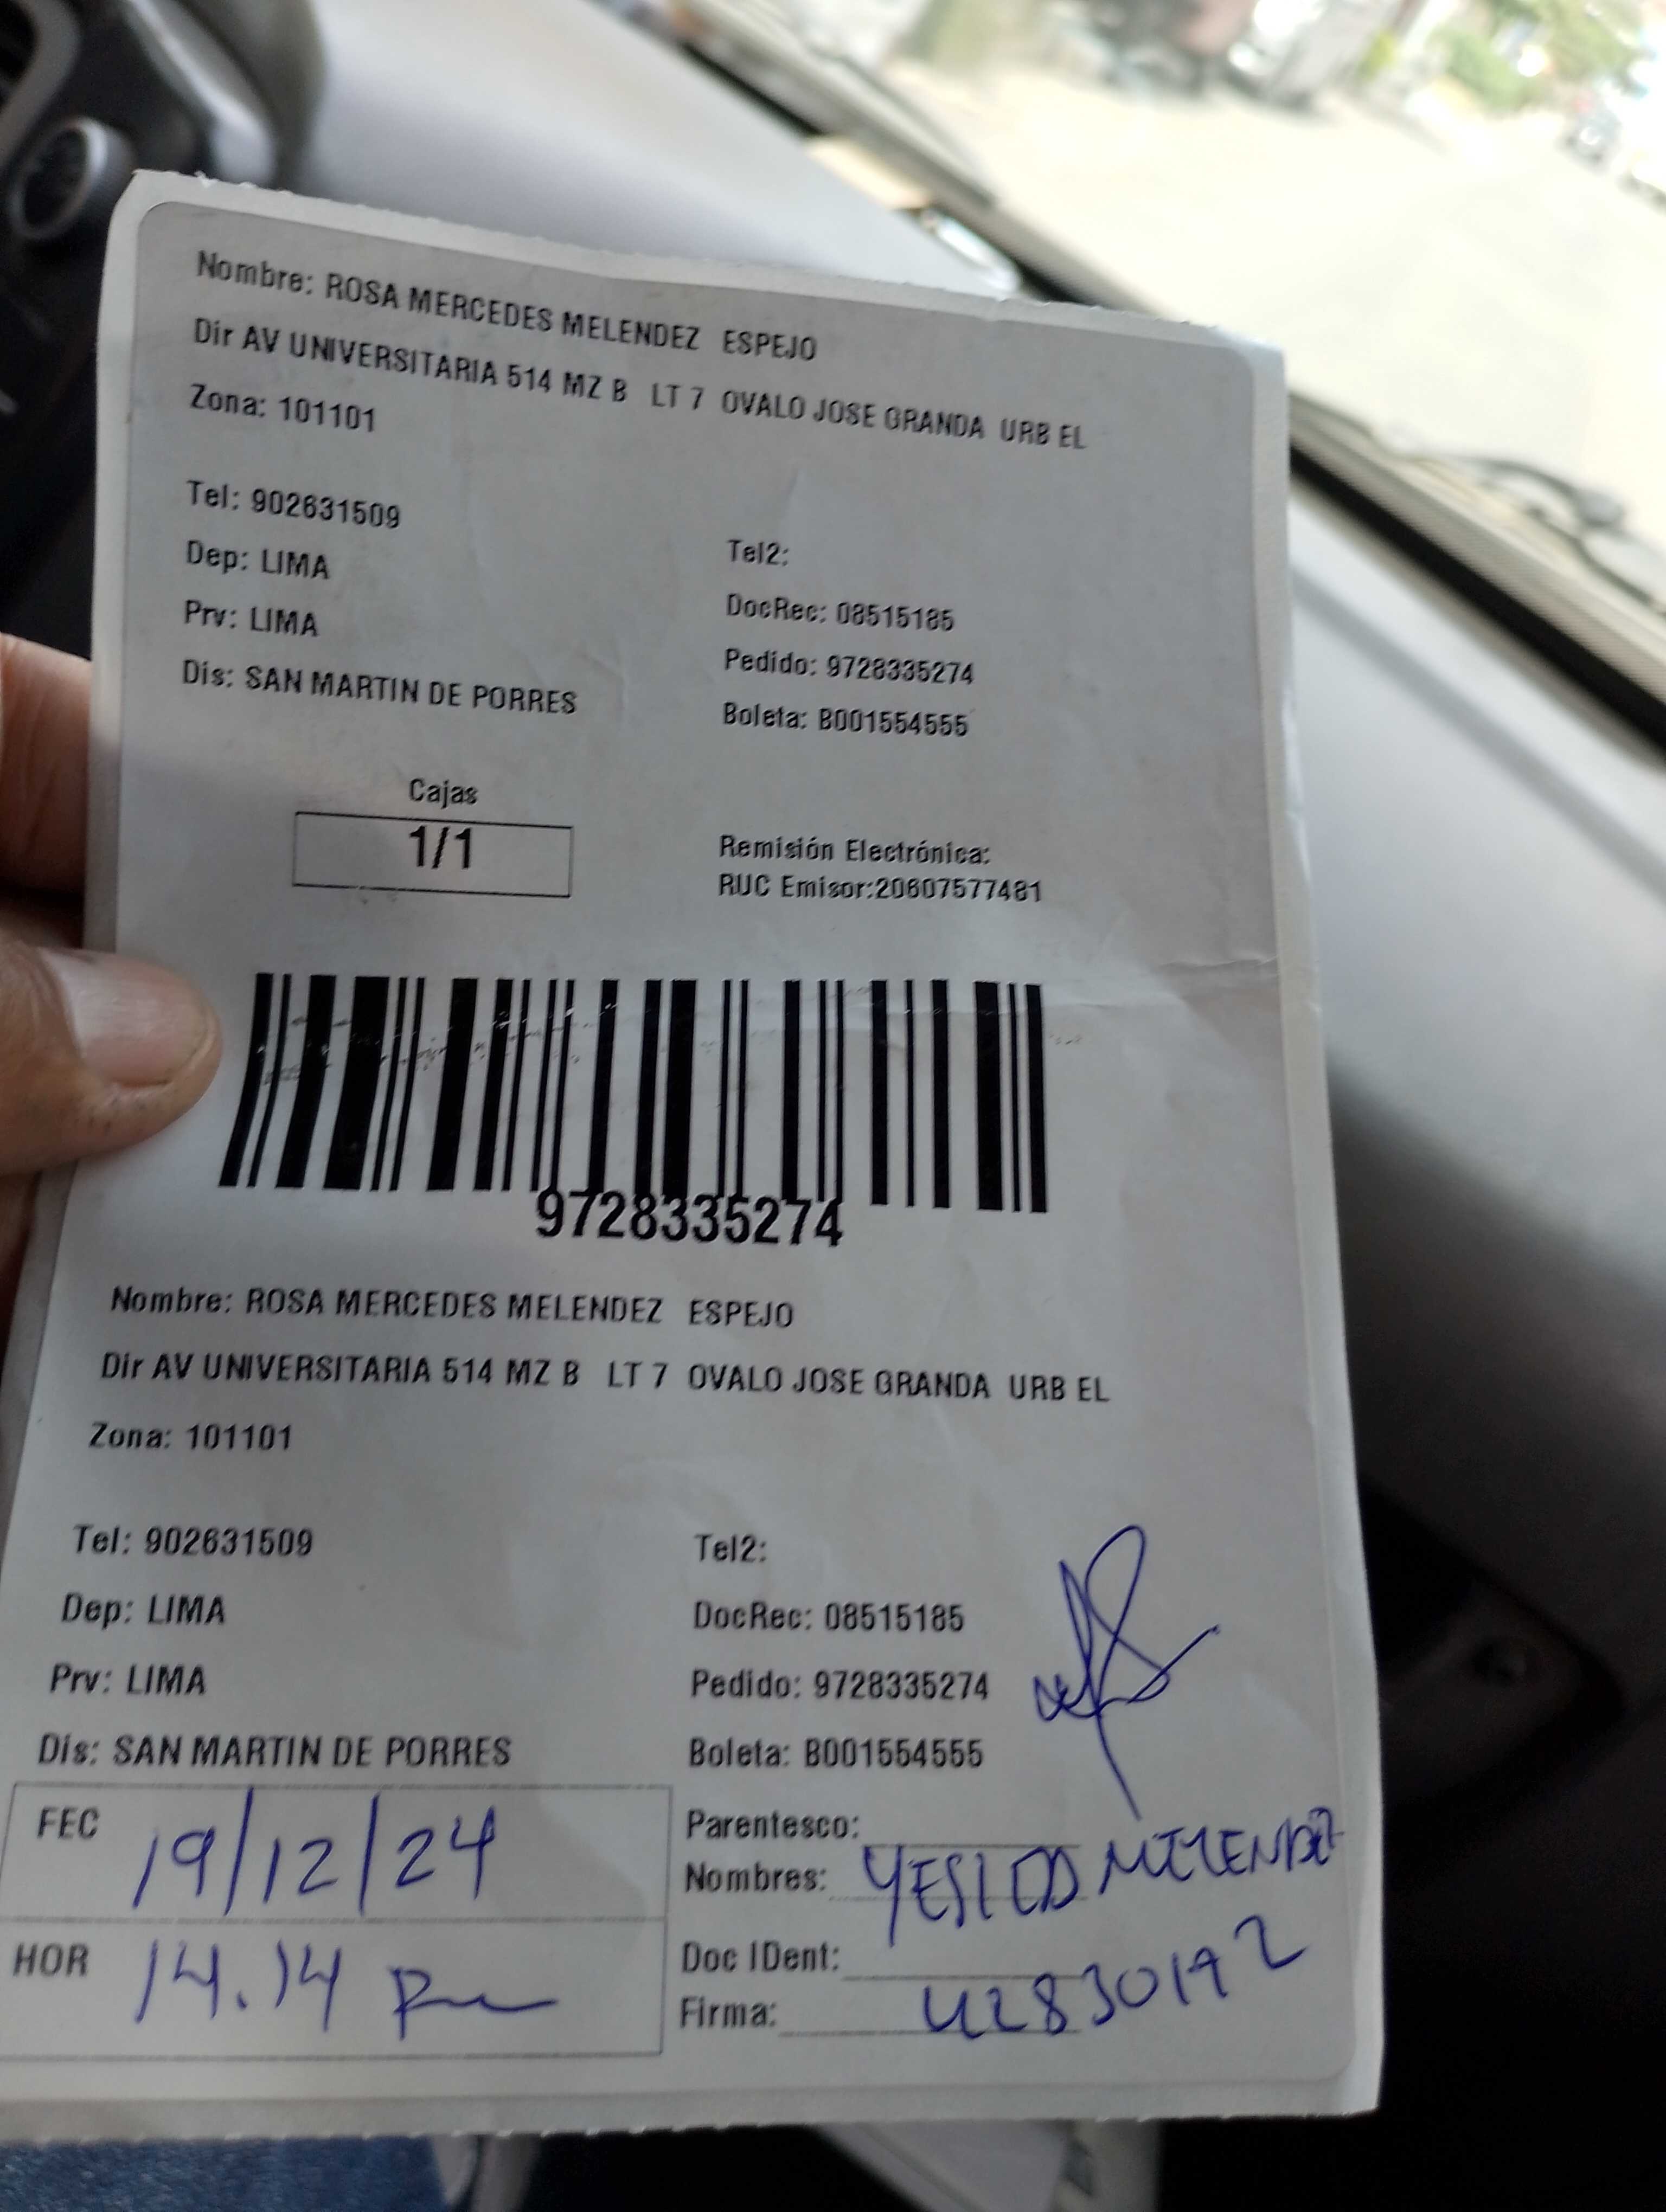 Nombre: ROSA MERCEDES MELENDEZ ESPEJO
Dir AV UNIVERSITARIA 514 MZ B LT 7 OVALO JOSE GRANDA URB EL
Zona: 101101
Tel: 902631509
Tel2:
Dep: LIMA
DocRec: 08515185
Prv: LIMA
Pedido: 9728335274
Dis: SAN MARTIN DE PORRES
Boleta: B001554555
Cajas
1/1
Remisión Electrónica:
RUC Emisor:20607577481
9728335274
Nombre: ROSA MERCEDES MELENDEZ ESPEJO
Dir AV UNIVERSITARIA 514 MZ B LT 7 OVALO JOSE GRANDA URB EL
Zona: 101101
Tel: 902631509
Tel2:
Dep: LIMA
DocRec: 08515185
Prv: LIMA
Pedido: 9728335274
Dis: SAN MARTIN DE PORRES
Boleta: B001554555
FEC 19/12/24
Parentesco:
Nombres: MELENDEZ
HOR 14.14 Pm
Doc IDent:
Firma: